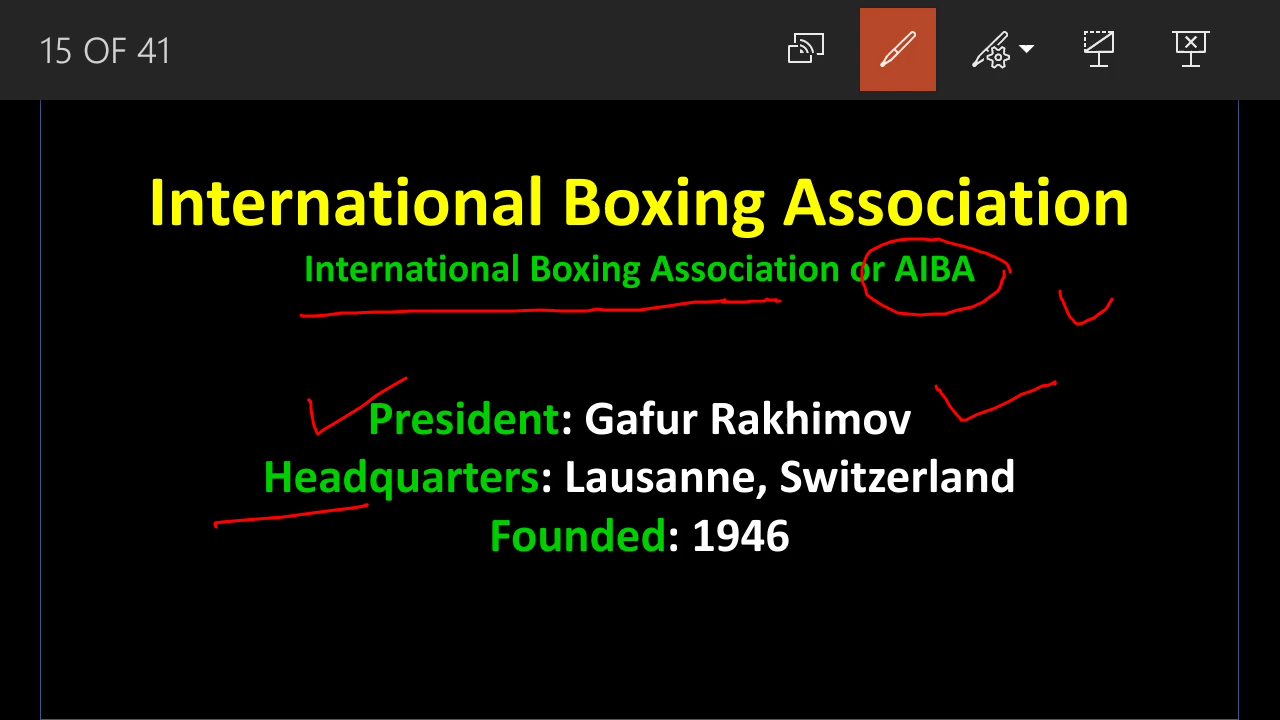 15 OF 41
International Boxing Association
International Boxing Association or AIBA
President: Gafur Rakhimov
Headquarters: Lausanne, Switzerland
Founded: 1946